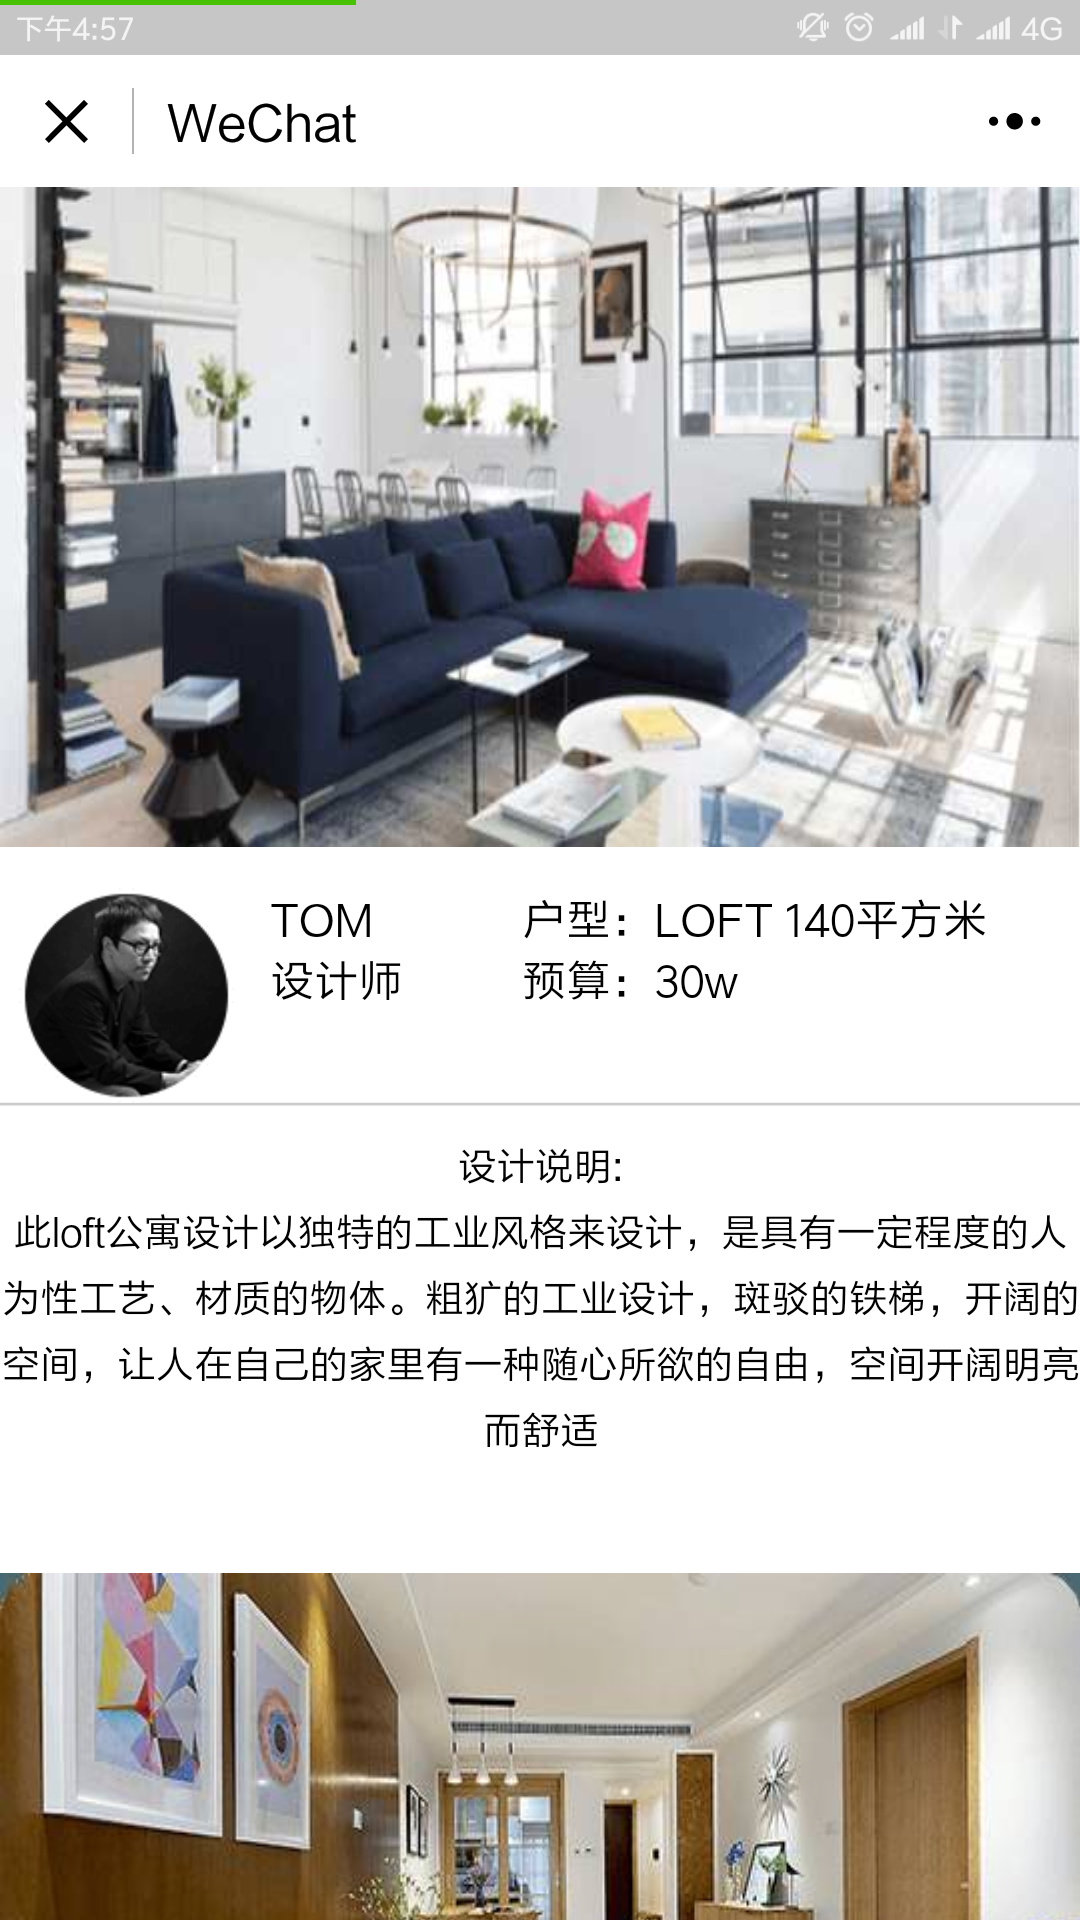 下午4:57
4G
WeChat
TOM
户型：LOFT 140平方米
设计师
预算：30w
设计说明:
此loft公寓设计以独特的工业风格来设计，是具有一定程度的人
为性工艺、材质的物体。粗犷的工业设计，斑驳的铁梯，开阔的
空间，让人在自己的家里有一种随心所欲的自由，空间开阔明亮
而舒适